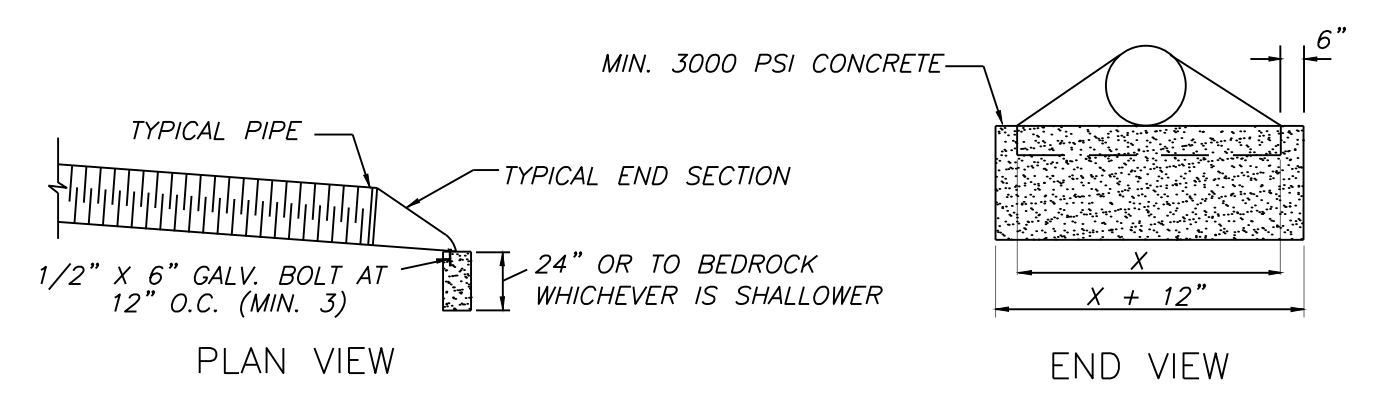 TYPICAL PIPE
TYPICAL END SECTION
1/2" X 6" GALV. BOLT AT
12" O.C. (MIN. 3)
24" OR TO BEDROCK
WHICHEVER IS SHALLOWER
PLAN VIEW
MIN. 3000 PSI CONCRETE
6"
X
X + 12"
END VIEW